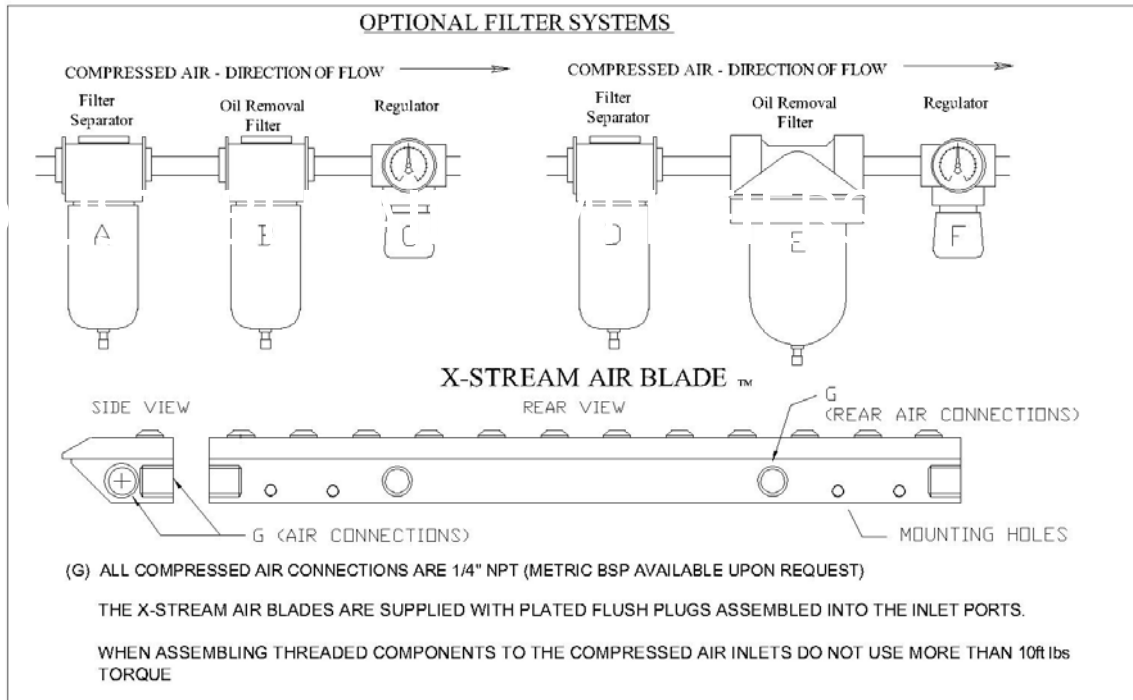 OPTIONAL FILTER SYSTEMS
COMPRESSED AIR - DIRECTION OF FLOW
Filter
Separator
Oil Removal
Filter
Regulator
A
B
C
COMPRESSED AIR - DIRECTION OF FLOW
Filter
Separator
Oil Removal
Filter
Regulator
D
E
F
X-STREAM AIR BLADE ™
SIDE VIEW
REAR VIEW
G
(REAR AIR CONNECTIONS)
G (AIR CONNECTIONS)
MOUNTING HOLES
(G) ALL COMPRESSED AIR CONNECTIONS ARE 1/4" NPT (METRIC BSP AVAILABLE UPON REQUEST)
THE X-STREAM AIR BLADES ARE SUPPLIED WITH PLATED FLUSH PLUGS ASSEMBLED INTO THE INLET PORTS.
WHEN ASSEMBLING THREADED COMPONENTS TO THE COMPRESSED AIR INLETS DO NOT USE MORE THAN 10ft lbs
TORQUE